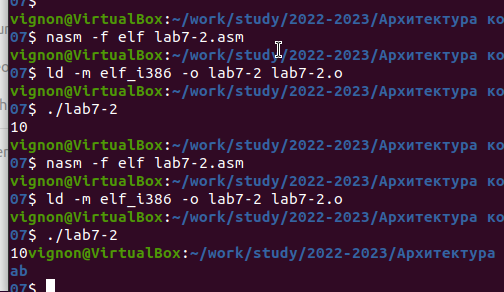 07$
vignon@VirtualBox:~/work/study/2022-2023/Архитектура ко
07$ nasm -f elf lab7-2.asm
vignon@VirtualBox:~/work/study/2022-2023/Архитектура ко
07$ ld -m elf_i386 -o lab7-2 lab7-2.o
vignon@VirtualBox:~/work/study/2022-2023/Архитектура ко
07$ ./lab7-2
10
vignon@VirtualBox:~/work/study/2022-2023/Архитектура ко
07$ nasm -f elf lab7-2.asm
vignon@VirtualBox:~/work/study/2022-2023/Архитектура ко
07$ ld -m elf_i386 -o lab7-2 lab7-2.o
vignon@VirtualBox:~/work/study/2022-2023/Архитектура ко
07$ ./lab7-2
10vignon@VirtualBox:~/work/study/2022-2023/Архитектура
ab
07$